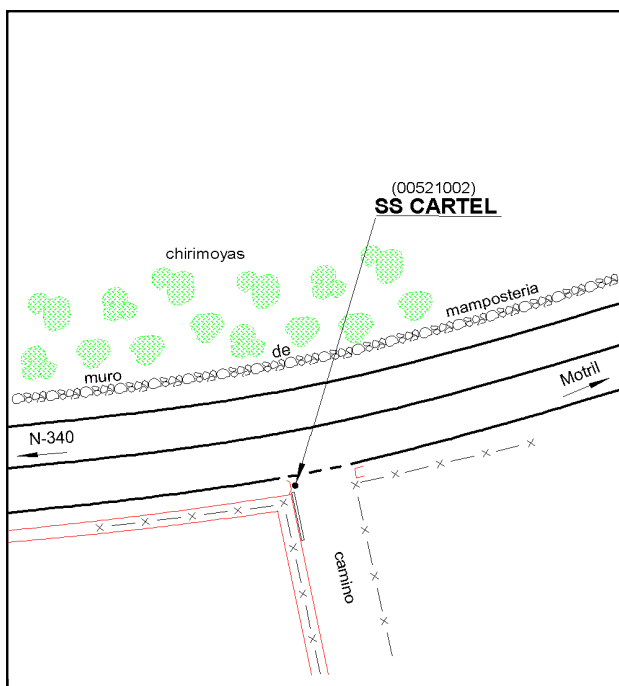 (00521002)
SS CARTEL
chirimoyas
muro de mamposteria
Motril
N-340
camino